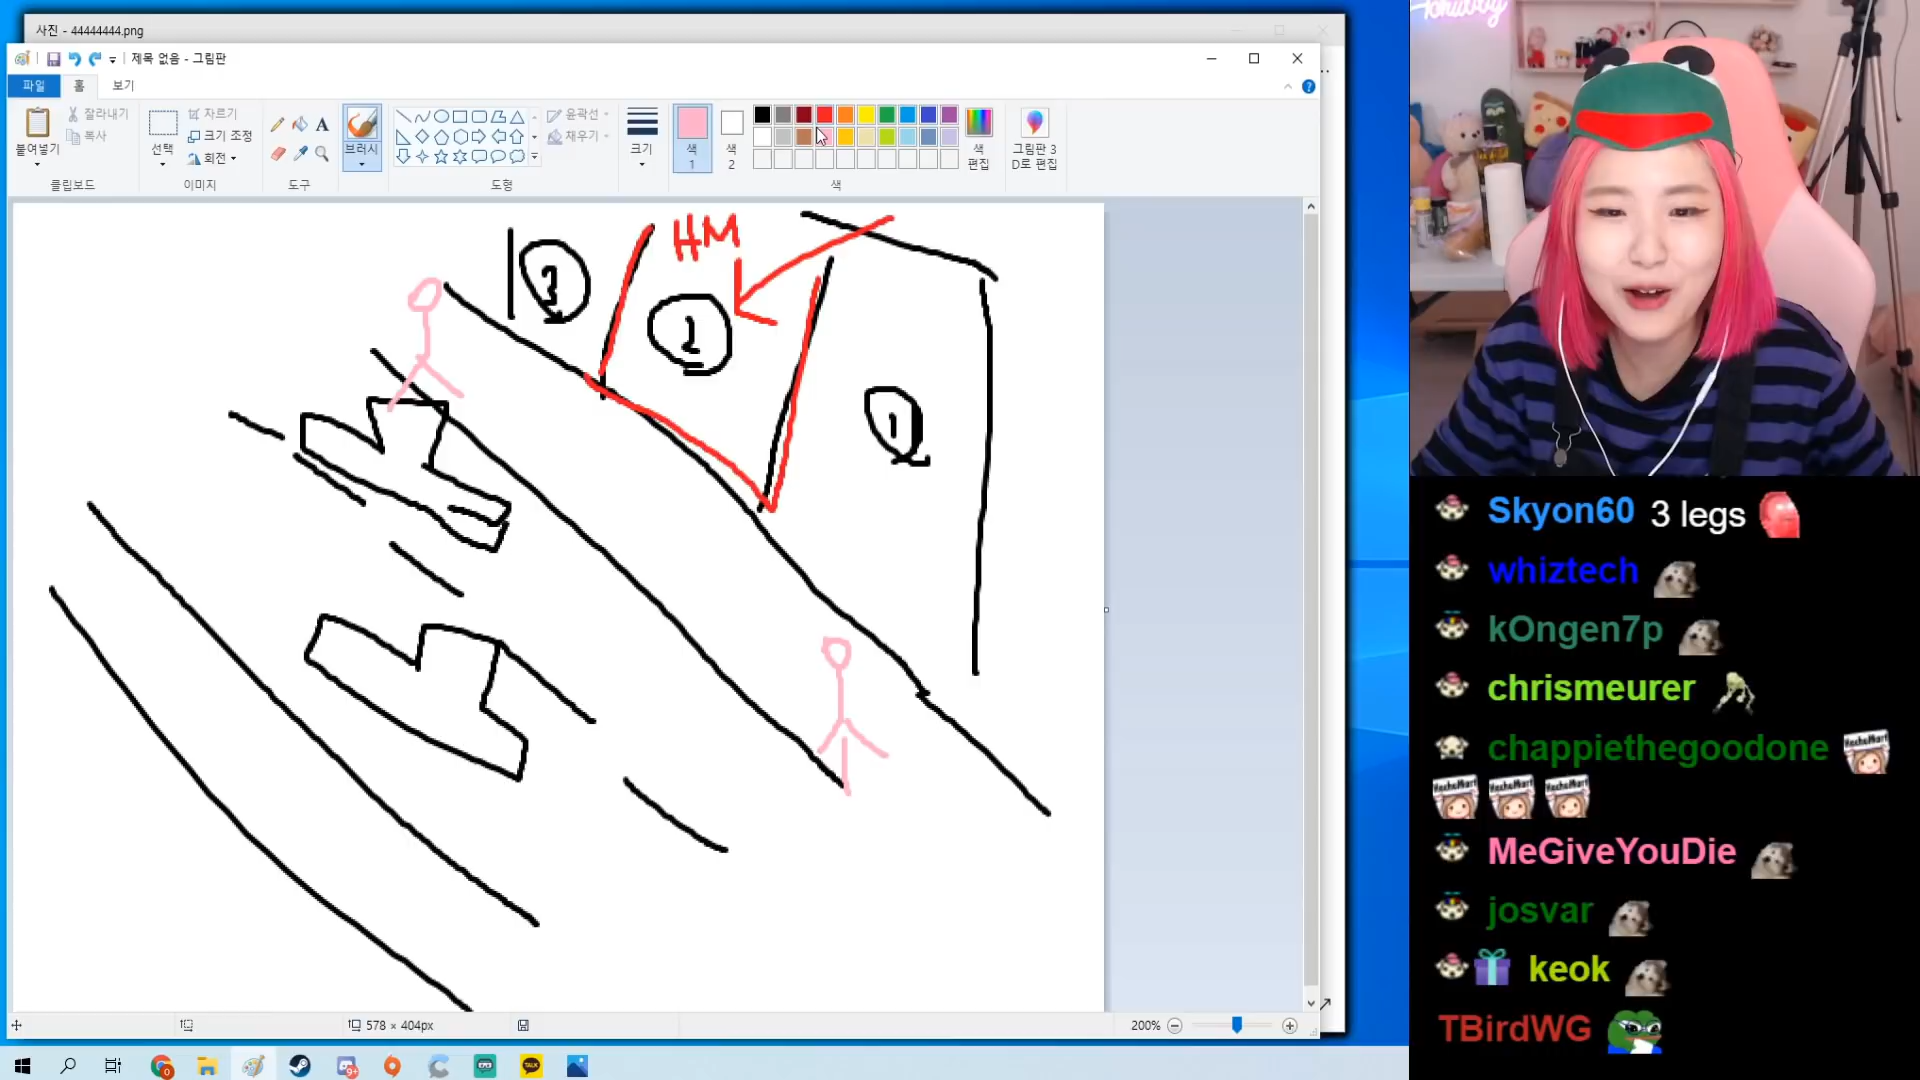 사진 - 44444444.png
제목 없음 - 그림판
파일 홈 보기
붙여넣기
잘라내기
복사
클립보드
선택
자르기
크기 조정
회전
이미지
A
도구
브러시
윤곽선
채우기
도형
크기
색 1
색 2
색 편집
색
그림판 3D로 편집
HM
3
2
1
578 × 404px
200%
TALK
Skyon60 3 legs
whiztech
kOngen7p
chrismeurer
chappiethegoodone
MeGiveYouDie
josvar
keok
TBirdWG